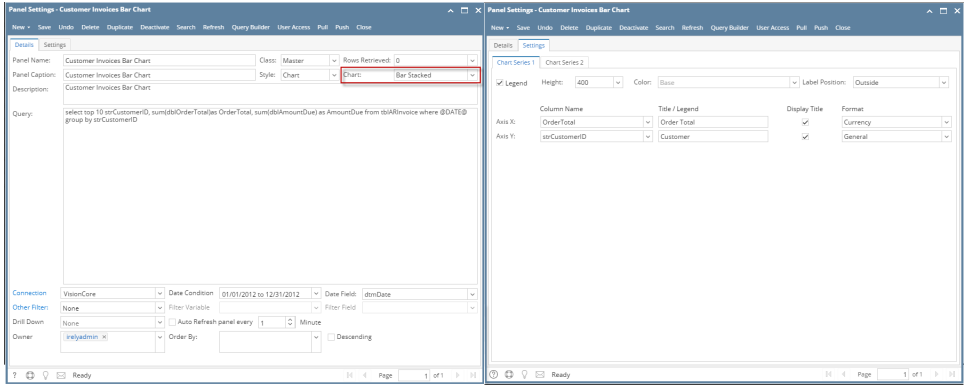 Panel Settings - Customer Invoices Bar Chart
New Save Undo Delete Duplicate Deactivate Search Refresh Query Builder User Access Pull Push Close
Details Settings
Panel Name: Customer Invoices Bar Chart Class: Master Rows Retrieved: 0
Panel Caption: Customer Invoices Bar Chart Style: Chart Chart: Bar Stacked
Description: Customer Invoices Bar Chart
Query: select top 10 strCustomerID, sum(dblOrderTotal)as OrderTotal, sum(dblAmountDue) as AmountDue from tblARInvoice where @DATE@
group by strCustomerID
Connection VisionCore Date Condition 01/01/2012 to 12/31/2012 Date Field: dtmDate
Other Filter: None Filter Variable Filter Field
Drill Down None Auto Refresh panel every 1 Minute
Owner irelyadmin × Order By: Descending
? Ready Page 1 of 1
Panel Settings - Customer Invoices Bar Chart
New Save Undo Delete Duplicate Deactivate Search Refresh Query Builder User Access Pull Push Close
Details Settings
Chart Series 1 Chart Series 2
Legend Height: 400 Color: Base Label Position: Outside
Column Name Title / Legend Display Title Format
Axis X: OrderTotal Order Total Currency
Axis Y: strCustomerID Customer General
? Ready Page 1 of 1